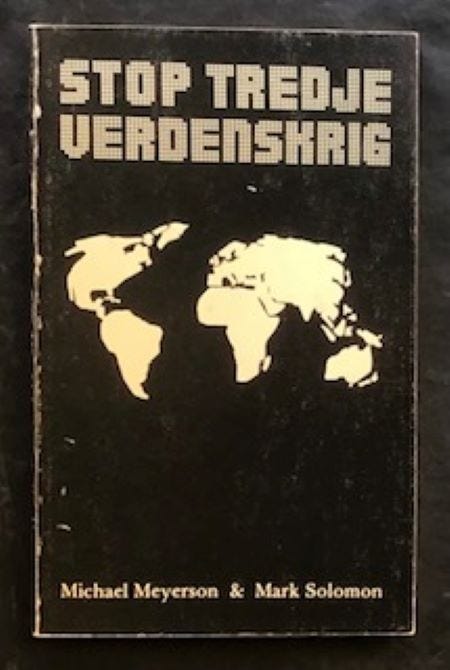 STOP TREDJE
VERDENSKRIG
Michael Meyerson & Mark Solomon